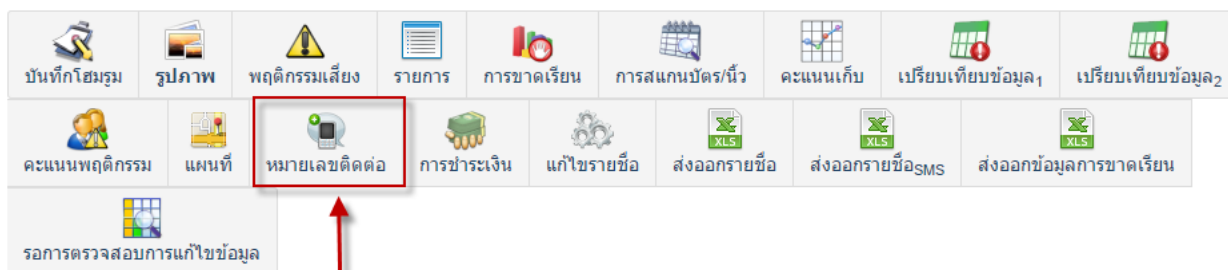 บันทึกโฮมรูม รูปภาพ พฤติกรรมเสี่ยง รายการ การขาดเรียน การสแกนบัตร/นิ้ว คะแนนเก็บ เปรียบเทียบข้อมูล1 เปรียบเทียบข้อมูล2
XLS XLS XLS
คะแนนพฤติกรรม แผนที่ หมายเลขติดต่อ การชำระเงิน แก้ไขรายชื่อ ส่งออกรายชื่อ ส่งออกรายชื่อSMS ส่งออกข้อมูลการขาดเรียน
รอการตรวจสอบการแก้ไขข้อมูล